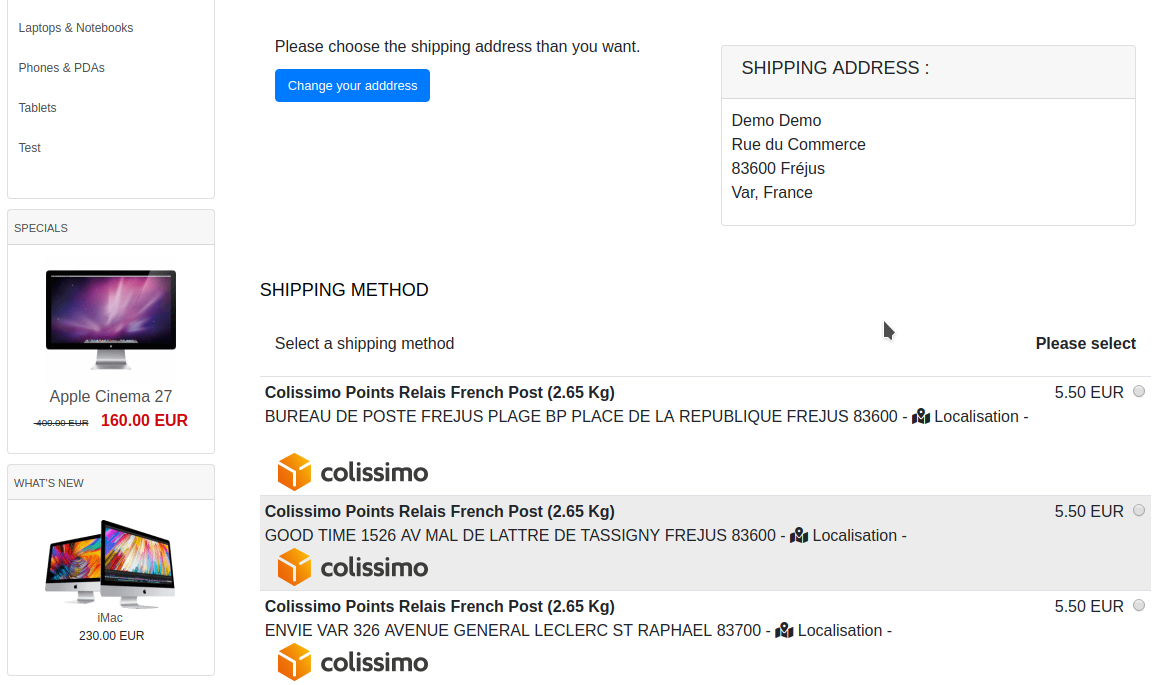 Laptops & Notebooks
Phones & PDAs
Tablets
Test
SPECIALS
Apple Cinema 27
400.00 EUR 160.00 EUR
WHAT'S NEW
iMac
230.00 EUR
Please choose the shipping address than you want.
Change your adddress
SHIPPING ADDRESS :
Demo Demo
Rue du Commerce
83600 Fréjus
Var, France
SHIPPING METHOD
Select a shipping method Please select
Colissimo Points Relais French Post (2.65 Kg) 5.50 EUR
BUREAU DE POSTE FREJUS PLAGE BP PLACE DE LA REPUBLIQUE FREJUS 83600 - Localisation -
colissimo
Colissimo Points Relais French Post (2.65 Kg) 5.50 EUR
GOOD TIME 1526 AV MAL DE LATTRE DE TASSIGNY FREJUS 83600 - Localisation -
colissimo
Colissimo Points Relais French Post (2.65 Kg) 5.50 EUR
ENVIE VAR 326 AVENUE GENERAL LECLERC ST RAPHAEL 83700 - Localisation -
colissimo